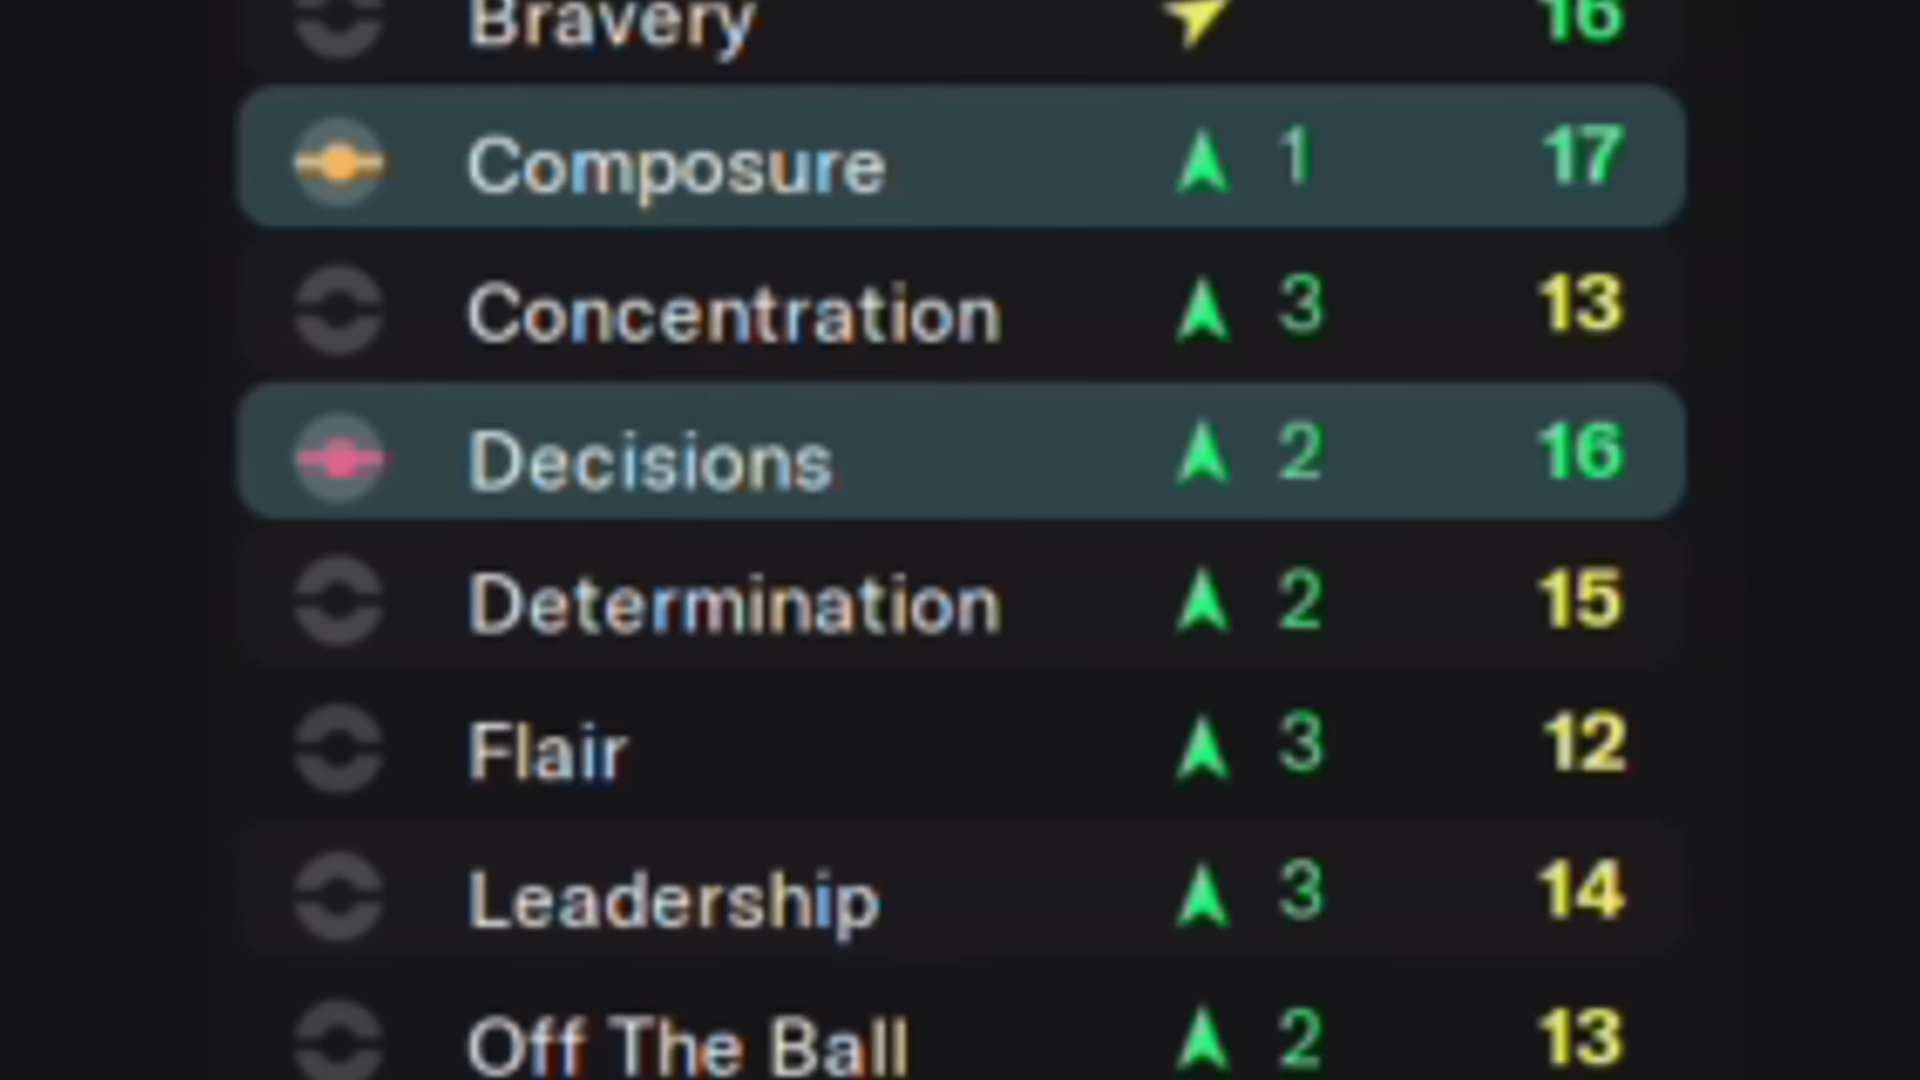 Bravery 16
Composure 1 17
Concentration 3 13
Decisions 2 16
Determination 2 15
Flair 3 12
Leadership 3 14
Off The Ball 2 13